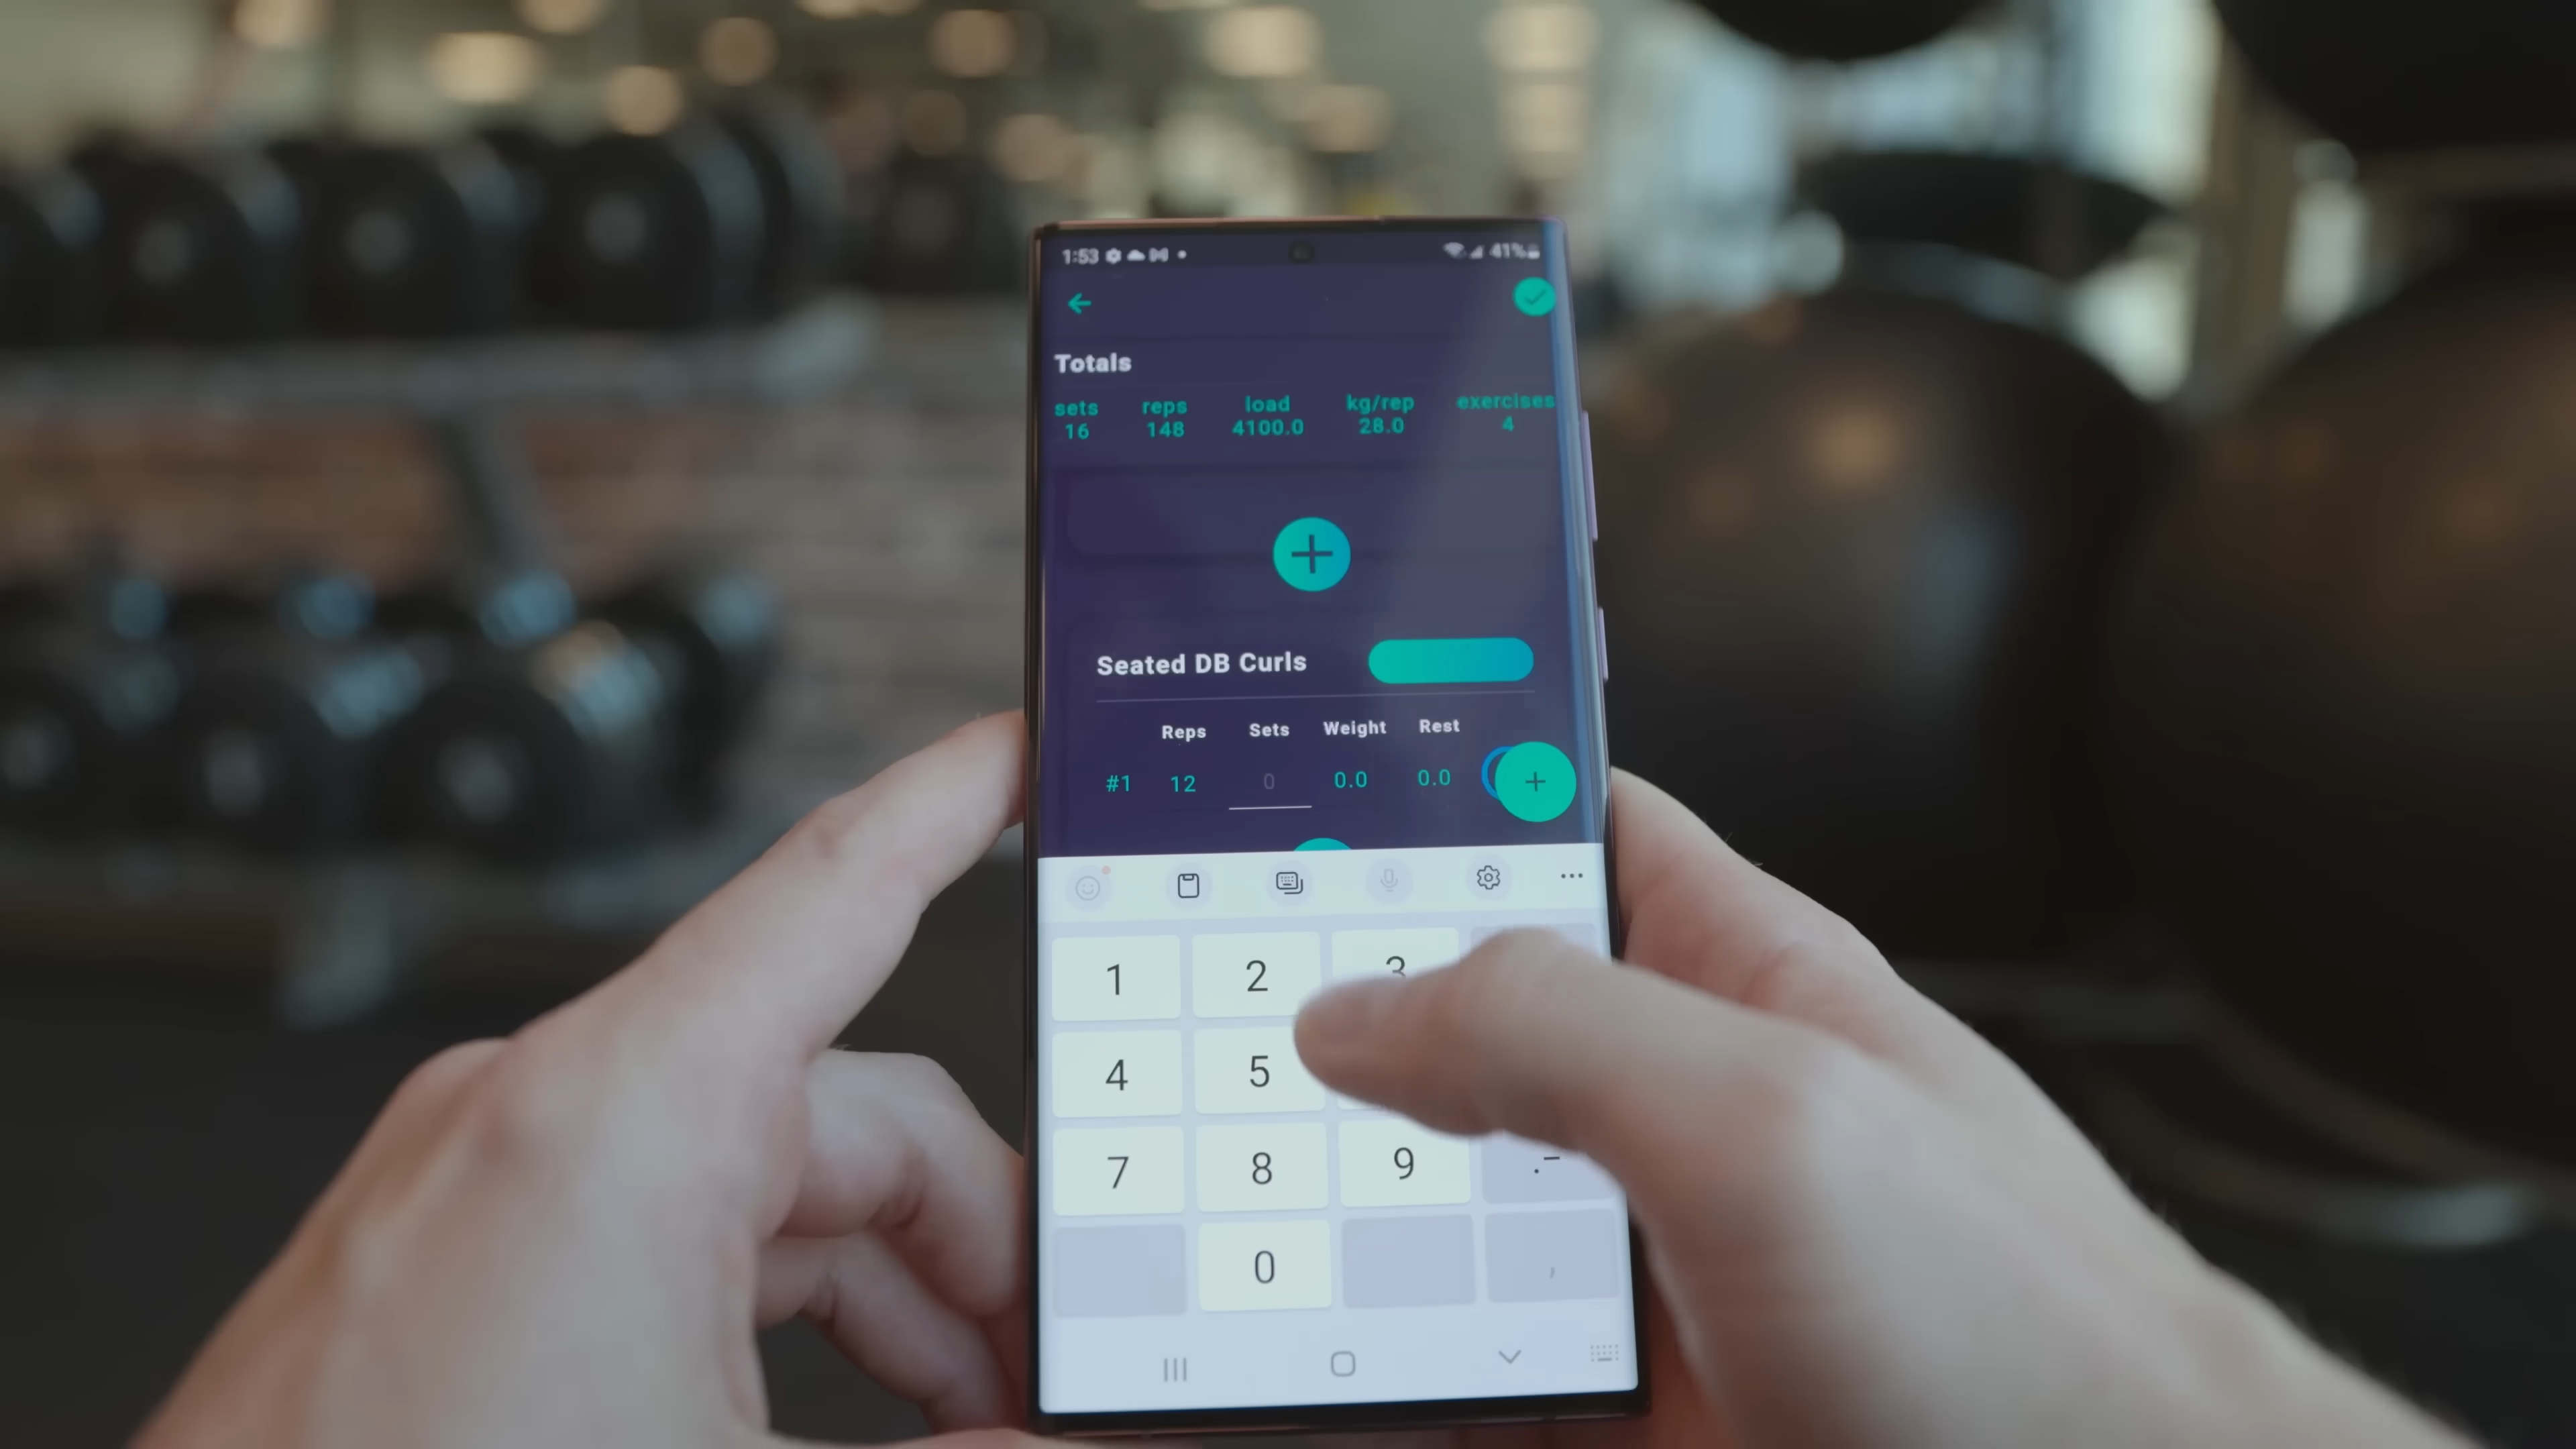 1:53 41%
Totals
sets reps load kg/rep exercises
16 148 4100.0 28.0 4
Seated DB Curls
Reps Sets Weight Rest
#1 12 0 0.0 0.0
1 2 3
4 5
7 8 9 .-
0 ,